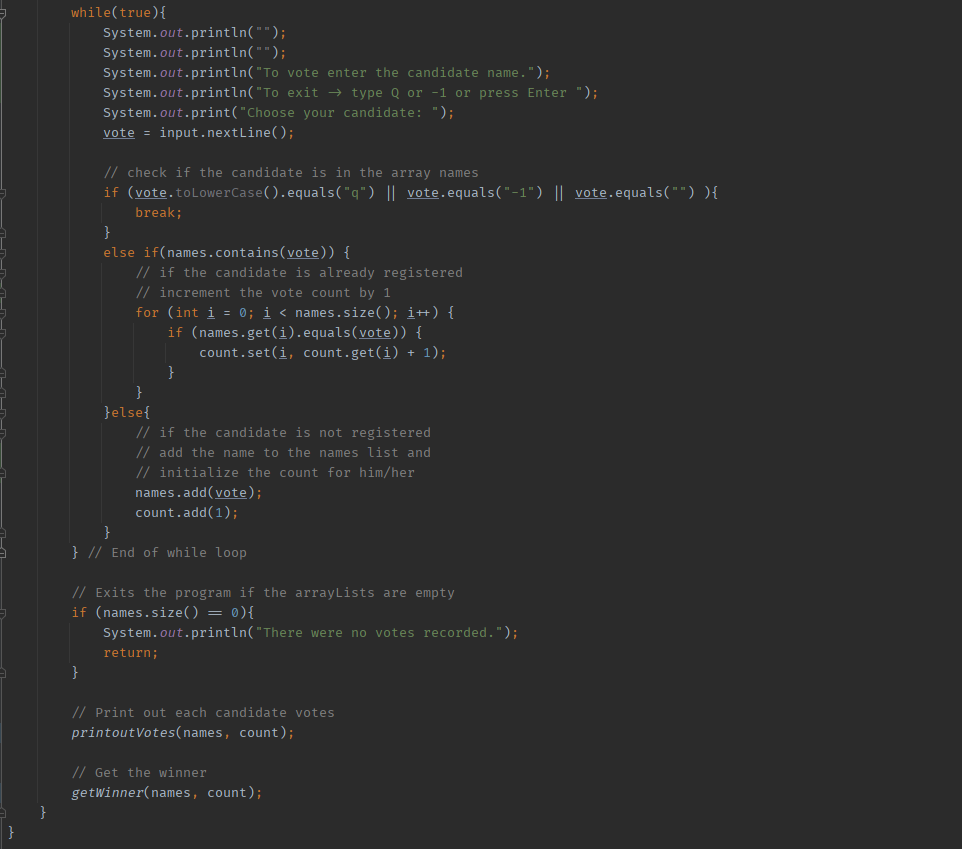 while(true){
System.out.println("");
System.out.println("");
System.out.println("To vote enter the candidate name.");
System.out.println("To exit → type Q or -1 or press Enter ");
System.out.print("Choose your candidate: ");
vote = input.nextLine();
// check if the candidate is in the array names
if (vote.toLowerCase().equals("q") || vote.equals("-1") || vote.equals("") ){
break;
}
else if(names.contains(vote)) {
// if the candidate is already registered
// increment the vote count by 1
for (int i = 0; i < names.size(); i++) {
if (names.get(i).equals(vote)) {
count.set(i, count.get(i) + 1);
}
}
}else{
// if the candidate is not registered
// add the name to the names list and
// initialize the count for him/her
names.add(vote);
count.add(1);
}
} // End of while loop
// Exits the program if the arrayLists are empty
if (names.size() == 0){
System.out.println("There were no votes recorded.");
return;
}
// Print out each candidate votes
printoutVotes(names, count);
// Get the winner
getWinner(names, count);
}
}